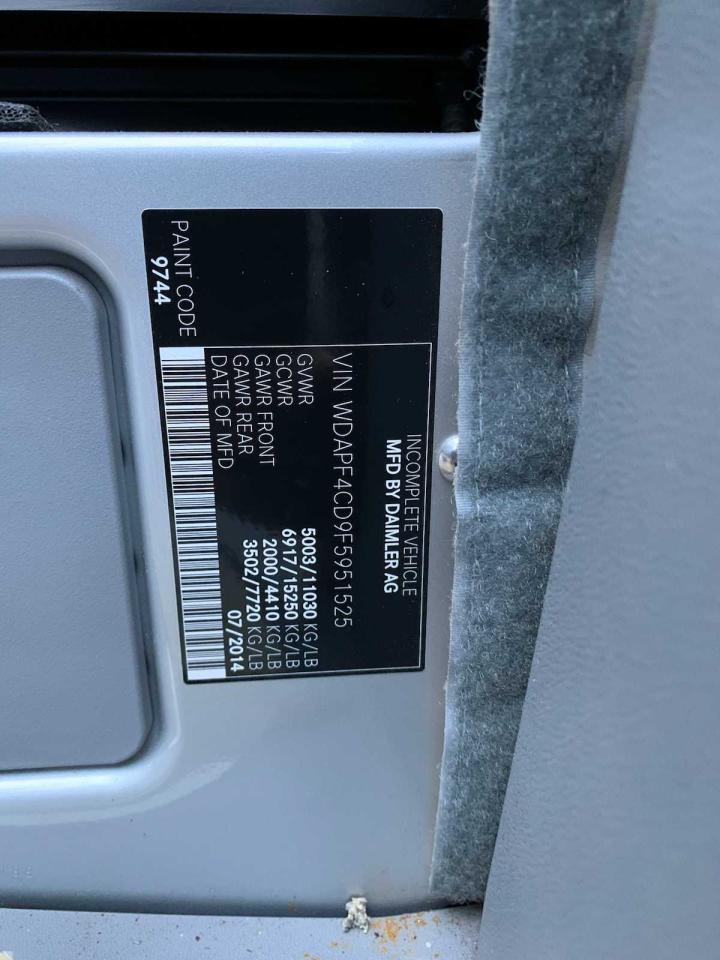 INCOMPLETE VEHICLE
MFD BY DAIMLER AG
VIN WDAPF4CD9F5951525
GVWR 5003/11030 KG/LB
GCWR 6917/15250 KG/LB
GAWR FRONT 2000/4410 KG/LB
GAWR REAR 3502/7720 KG/LB
DATE OF MFD 07/2014
PAINT CODE
9744